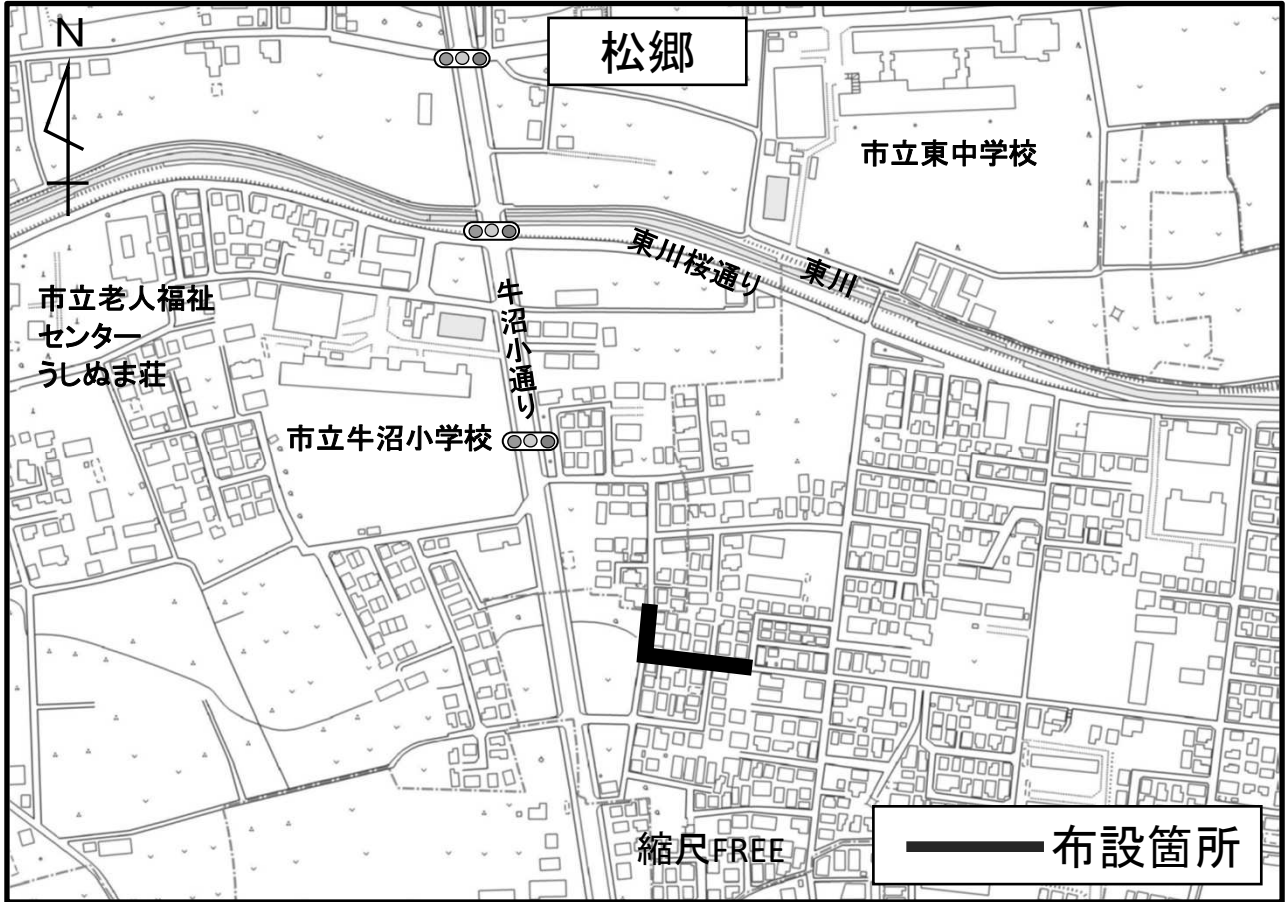 N
松郷
市立東中学校
東川桜通り
東川
牛沼小通り
市立老人福祉
センター
うしぬま荘
市立牛沼小学校
縮尺FREE
布設箇所